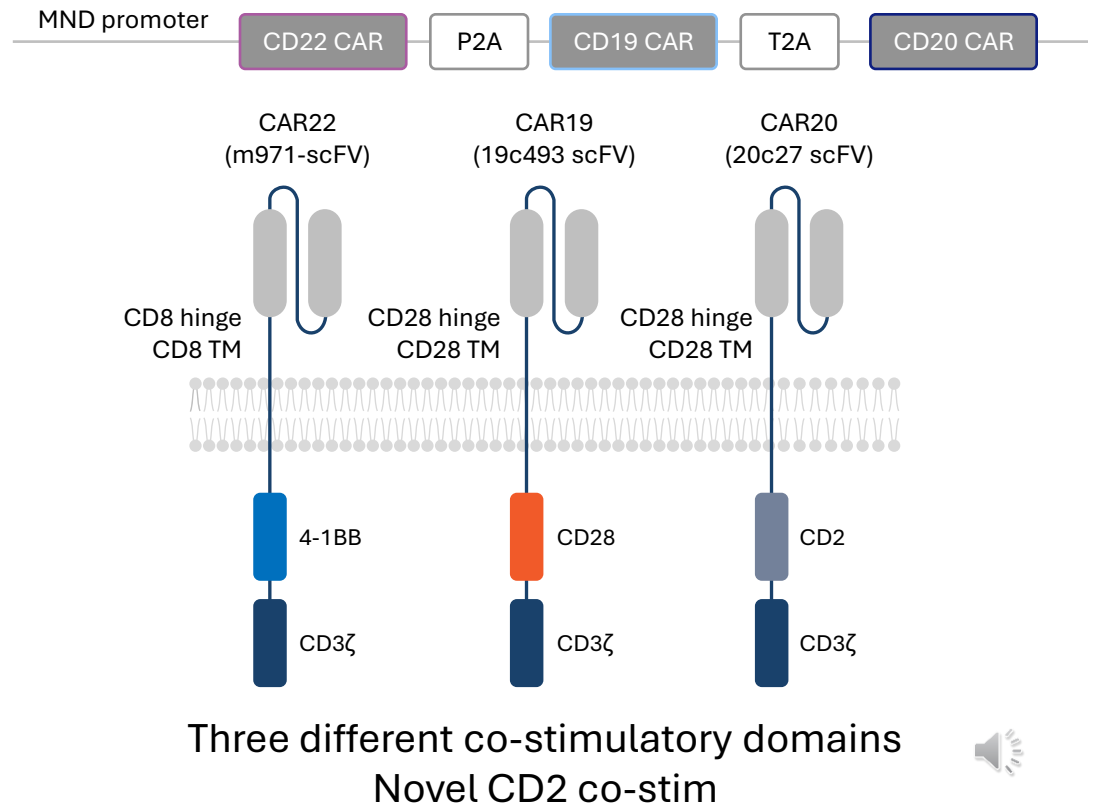 MND promoter
CD22 CAR
P2A
CD19 CAR
T2A
CD20 CAR
CAR22
(m971-scFV)
CAR19
(19c493 scFV)
CAR20
(20c27 scFV)
CD8 hinge
CD8 TM
CD28 hinge
CD28 TM
CD28 hinge
CD28 TM
4-1BB
CD28
CD2
CD3ζ
CD3ζ
CD3ζ
Three different co-stimulatory domains
Novel CD2 co-stim